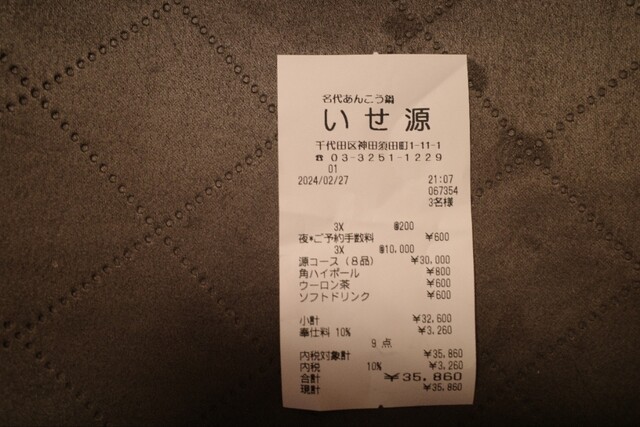 名代あんこう鍋
いせ源
千代田区神田須田町1-11-1
☎ 03-3251-1229
01
2024/02/27 21:07
067354
3名様
3X @200
夜*ご予約手数料 ¥600
3X @10,000
源コース(8品) ¥30,000
角ハイボール ¥800
ウーロン茶 ¥600
ソフトドリンク ¥600
小計 ¥32,600
奉仕料 10% ¥3,260
9 点
内税対象計 ¥35,860
内税 10% ¥3,260
合計 ¥35,860
現計 ¥35,860